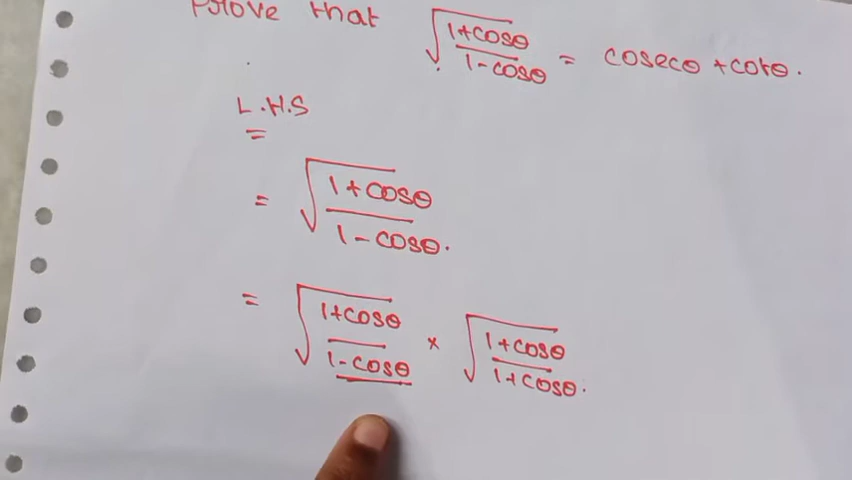 Prove that √(1+cosθ / 1-cosθ) = cosecθ + cotθ.
L.H.S
=
= √(1+cosθ / 1-cosθ).
= √(1+cosθ / 1-cosθ) × √(1+cosθ / 1+cosθ).